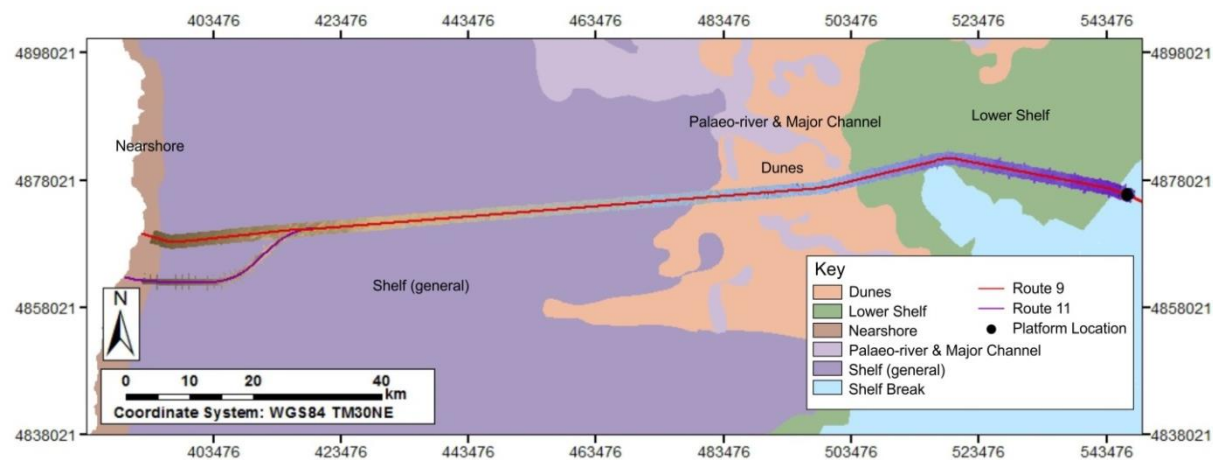 403476 423476 443476 463476 483476 503476 523476 543476
4898021 4898021
Palaeo-river & Major Channel
Lower Shelf
Nearshore
Dunes
4878021 4878021
Shelf (general)
Key
Dunes
Lower Shelf
Nearshore
Palaeo-river & Major Channel
Shelf (general)
Shelf Break
Route 9
Route 11
Platform Location
4858021 4858021
N
0 10 20 40
km
Coordinate System: WGS84 TM30NE
4838021 4838021
403476 423476 443476 463476 483476 503476 523476 543476